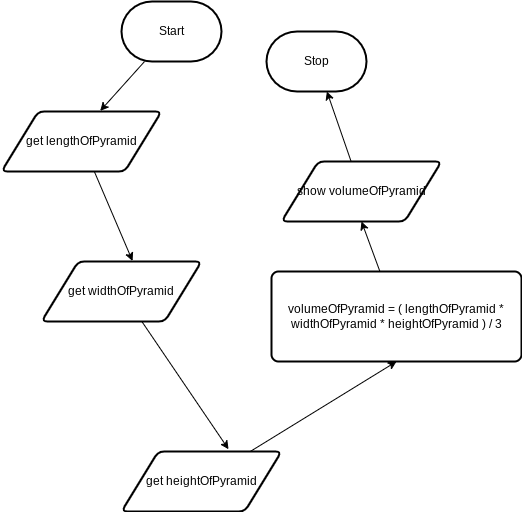 Start
get lengthOfPyramid
get widthOfPyramid
get heightOfPyramid
volumeOfPyramid = ( lengthOfPyramid *
widthOfPyramid * heightOfPyramid ) / 3
show volumeOfPyramid
Stop